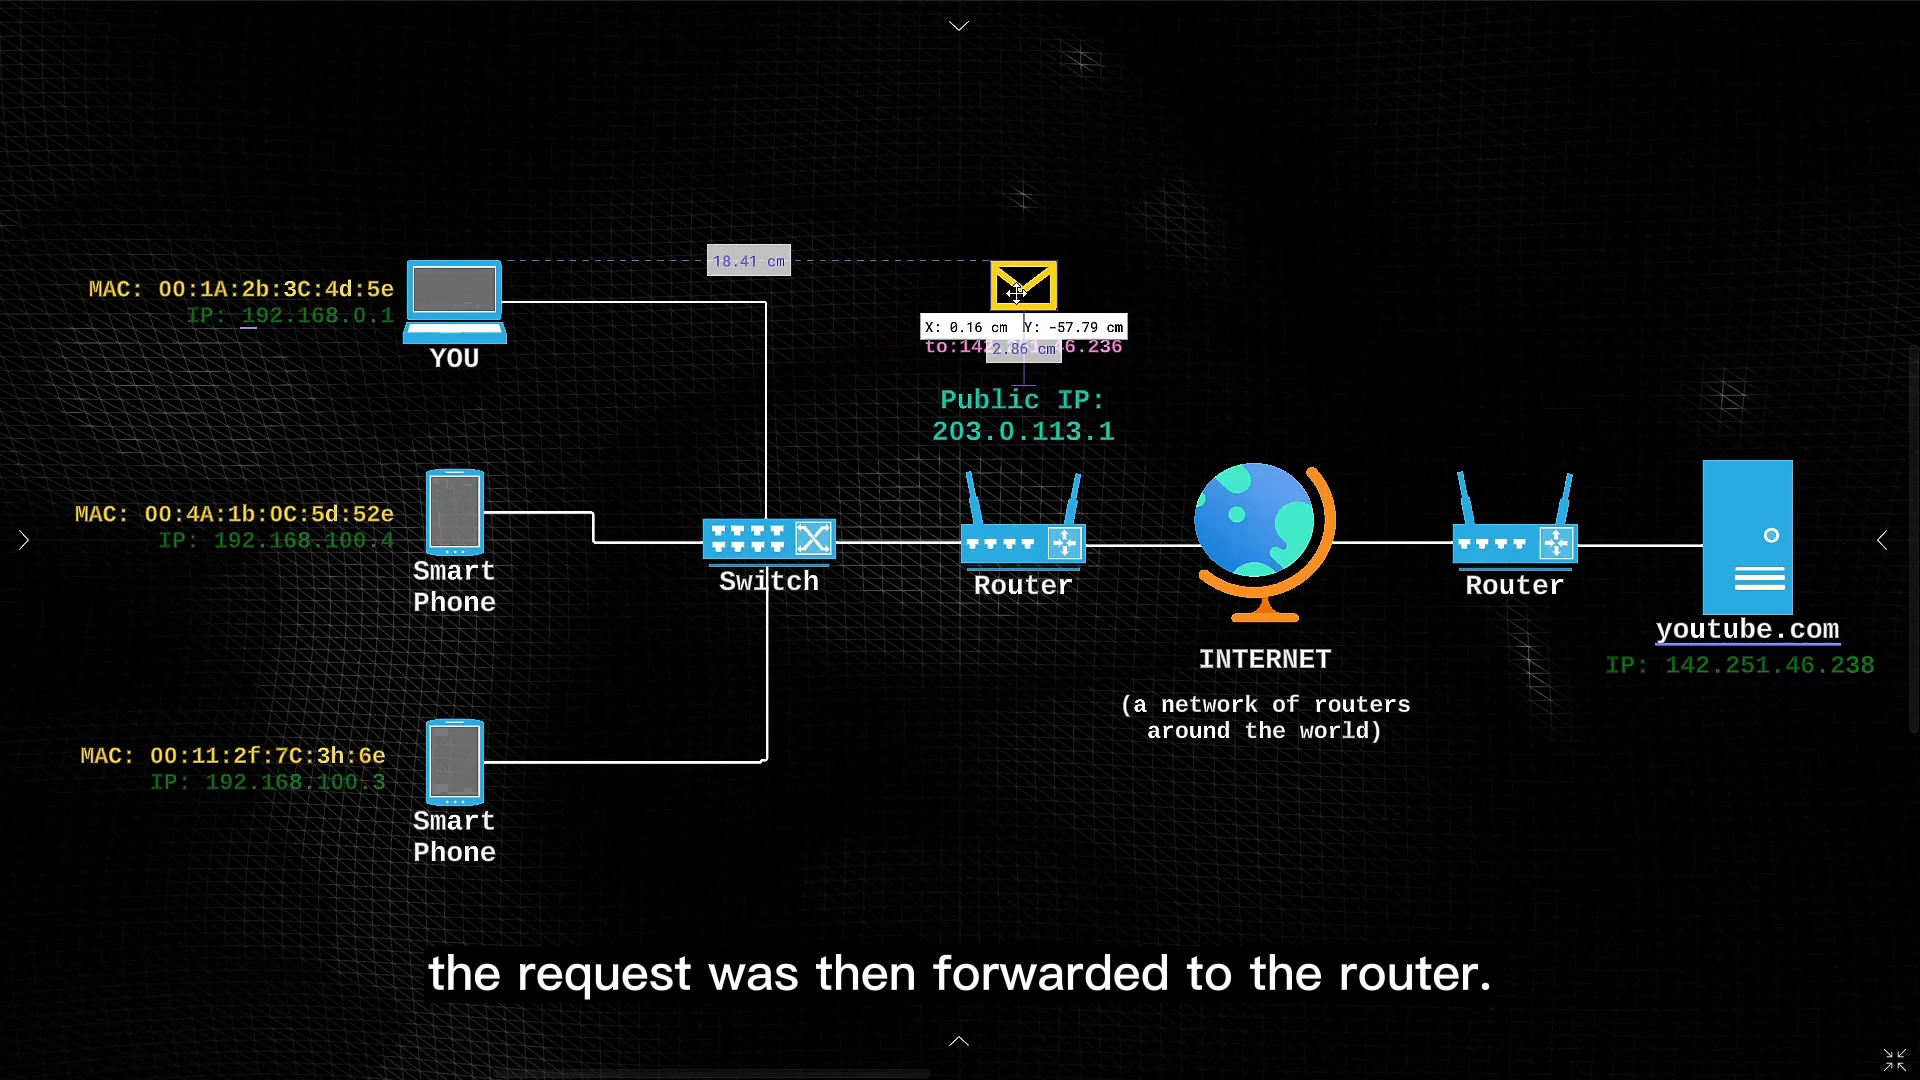 18.41 cm
MAC: 00:1A:2b:3C:4d:5e
IP: 192.168.0.1
YOU
X: 0.16 cm Y: -57.79 cm
to:142 6.236
2.86 cm
Public IP:
203.0.113.1
MAC: 00:4A:1b:0C:5d:52e
IP: 192.168.100.4
Smart
Phone
Switch
Router
INTERNET
(a network of routers
around the world)
Router
youtube.com
IP: 142.251.46.238
MAC: 00:11:2f:7C:3h:6e
IP: 192.168.100.3
Smart
Phone
the request was then forwarded to the router.